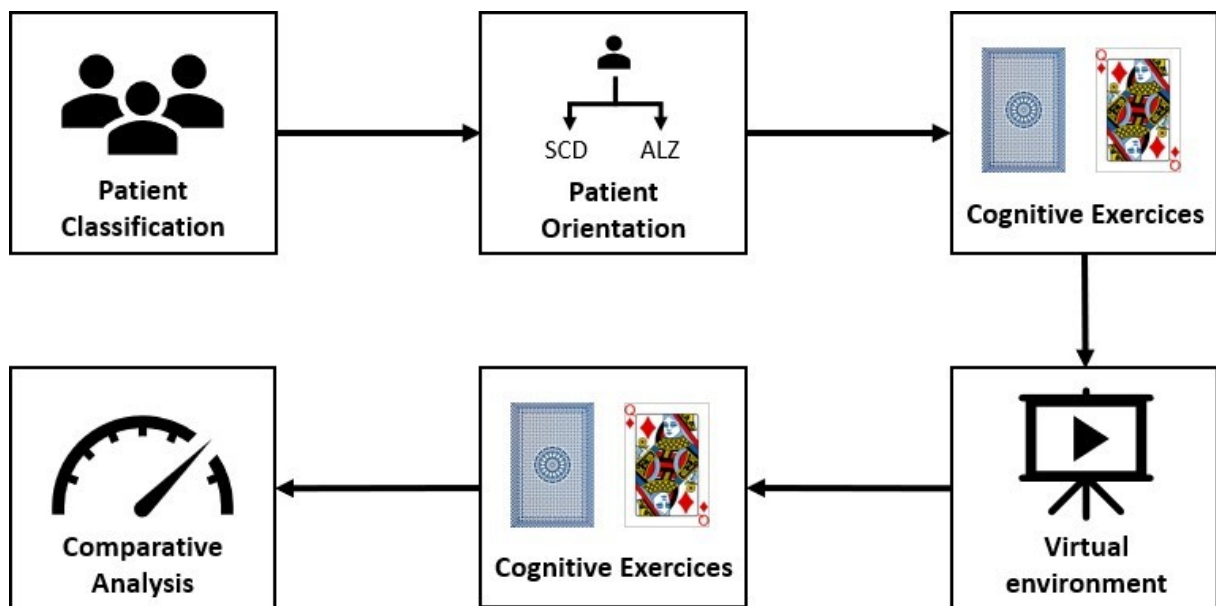 SCD ALZ
Patient
Classification
Patient
Orientation
Q
Q
Cognitive Exercices
Q
Q
Comparative
Analysis
Cognitive Exercices
Virtual
environment